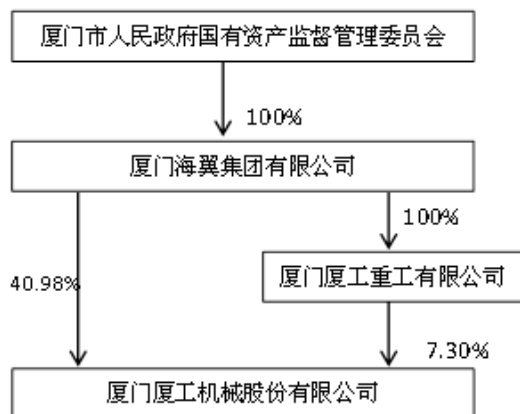 厦门市人民政府国有资产监督管理委员会
100%
厦门海翼集团有限公司
100%
40.98%
厦门厦工重工有限公司
7.30%
厦门厦工机械股份有限公司